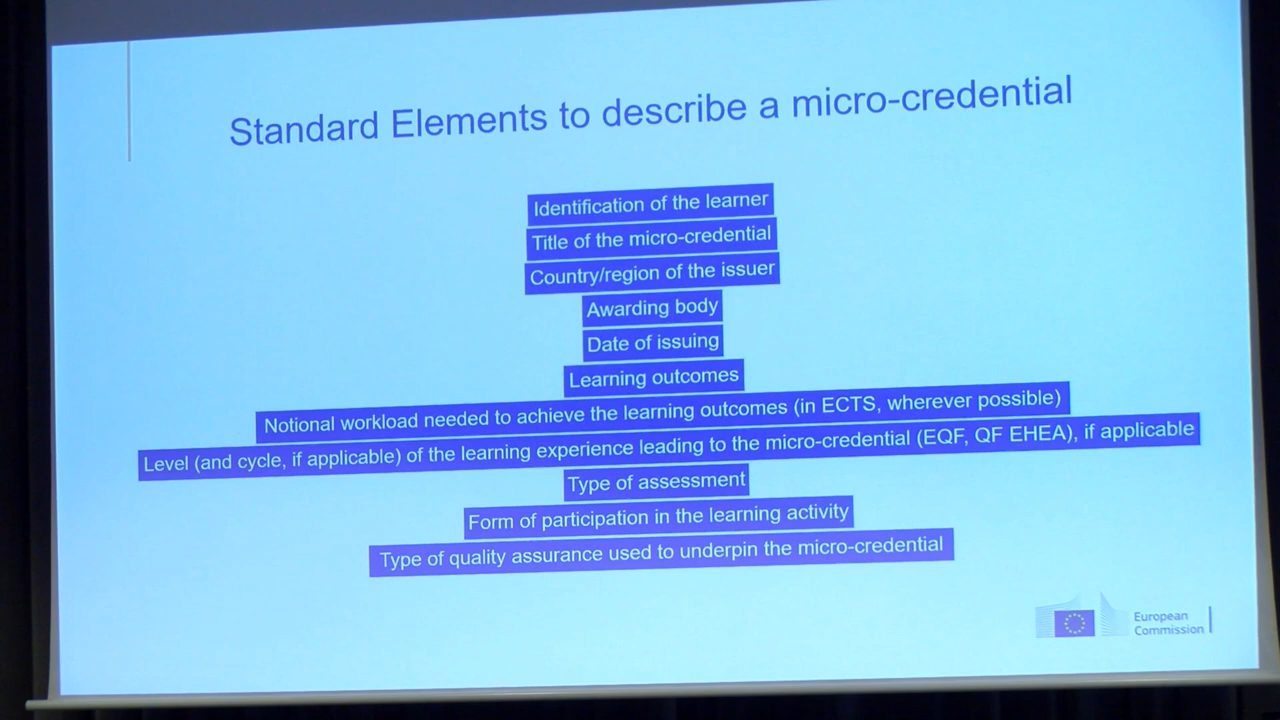 Standard Elements to describe a micro-credential
Identification of the learner
Title of the micro-credential
Country/region of the issuer
Awarding body
Date of issuing
Learning outcomes
Notional workload needed to achieve the learning outcomes (in ECTS, wherever possible)
Level (and cycle, if applicable) of the learning experience leading to the micro-credential (EQF, QF EHEA), if applicable
Type of assessment
Form of participation in the learning activity
Type of quality assurance used to underpin the micro-credential
European
Commission